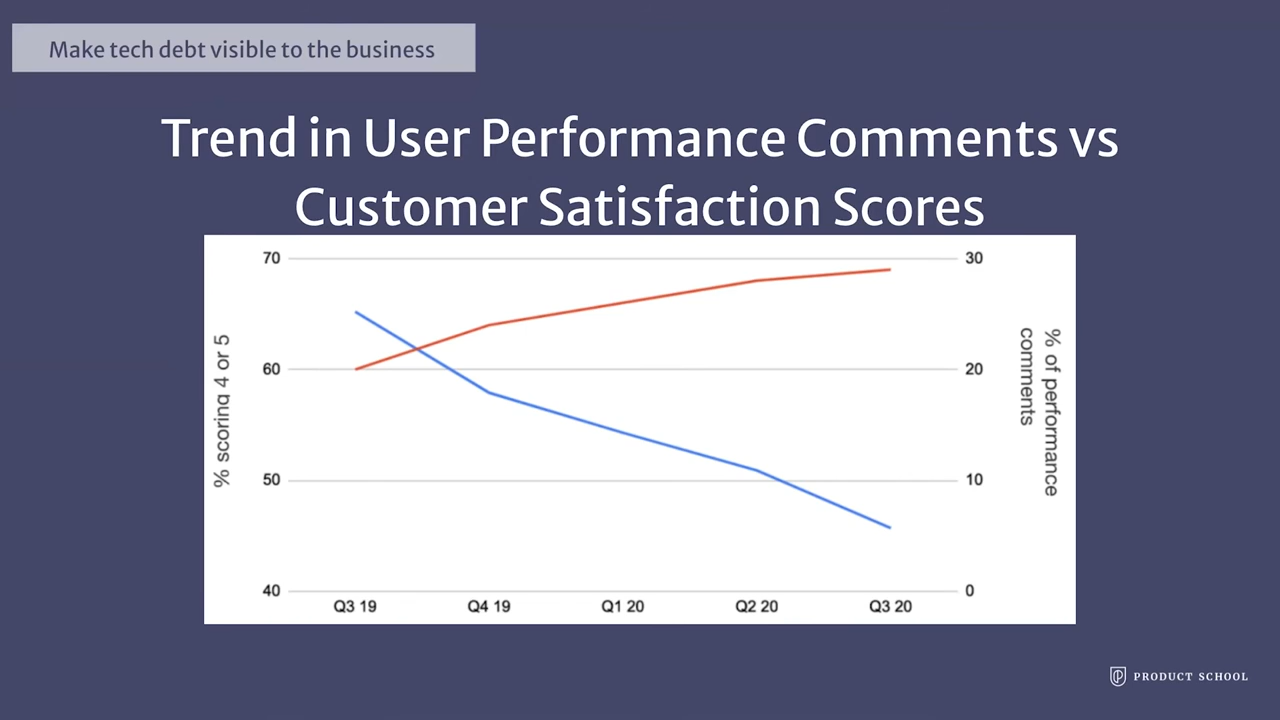 Make tech debt visible to the business
Trend in User Performance Comments vs
Customer Satisfaction Scores
70
60
50
40
% scoring 4 or 5
30
20
10
0
% of performance
comments
Q3 19
Q4 19
Q1 20
Q2 20
Q3 20
PRODUCT SCHOOL